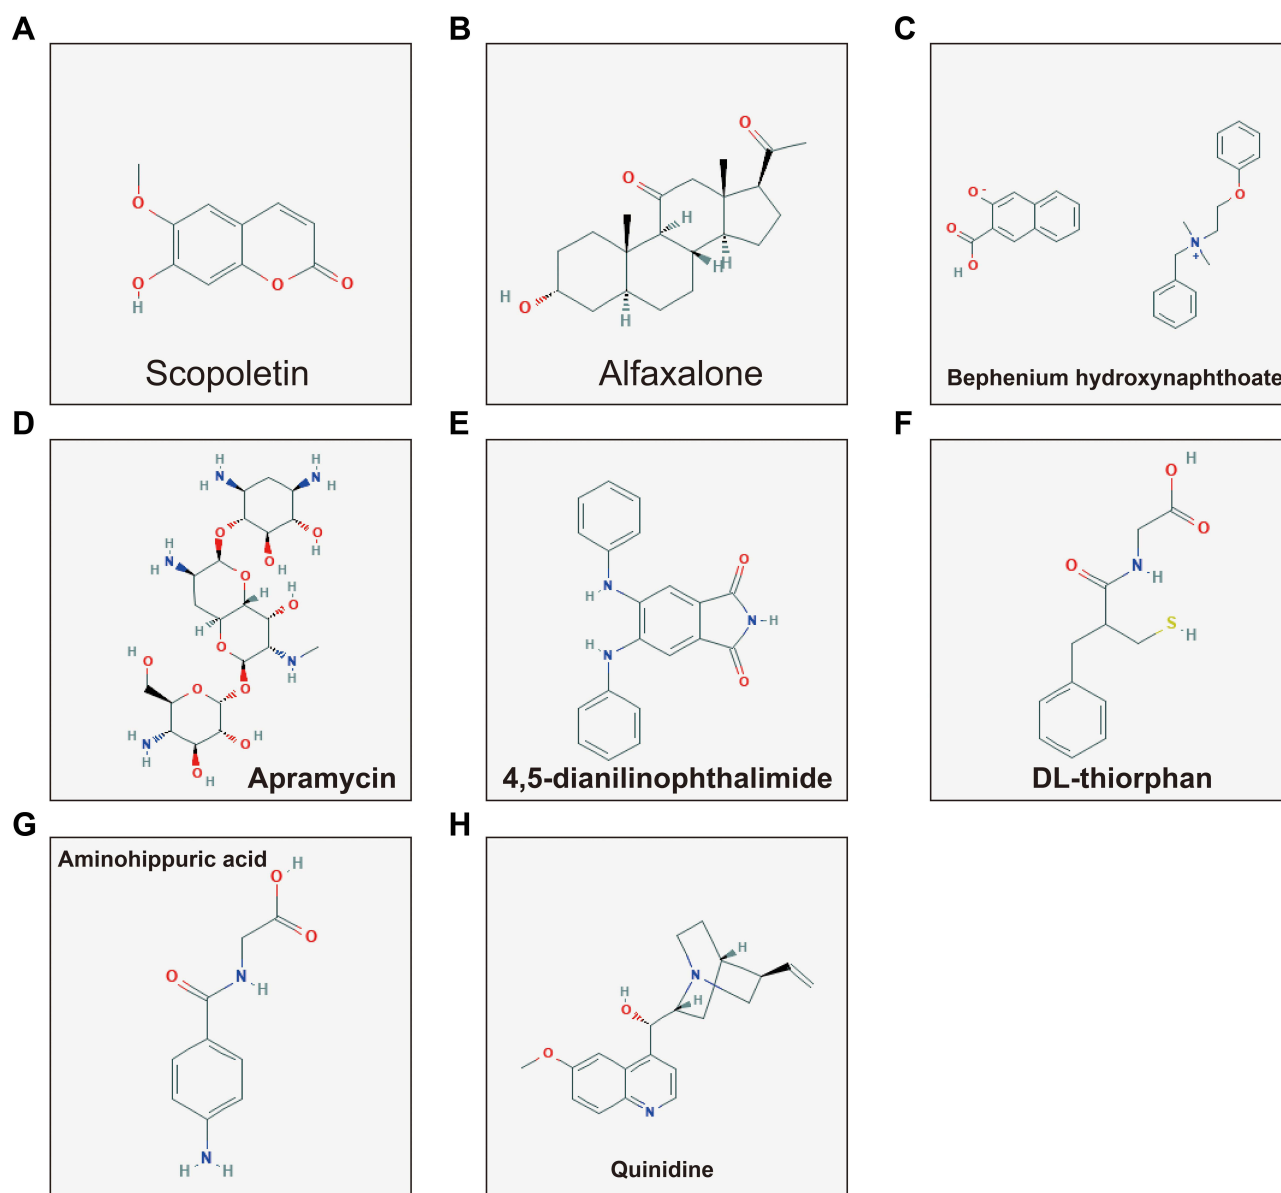 A
B
C
Scopoletin
Alfaxalone
Bephenium hydroxynaphthoate
D
E
F
Apramycin
4,5-dianilinophthalimide
DL-thiorphan
G
H
Aminohippuric acid
Quinidine